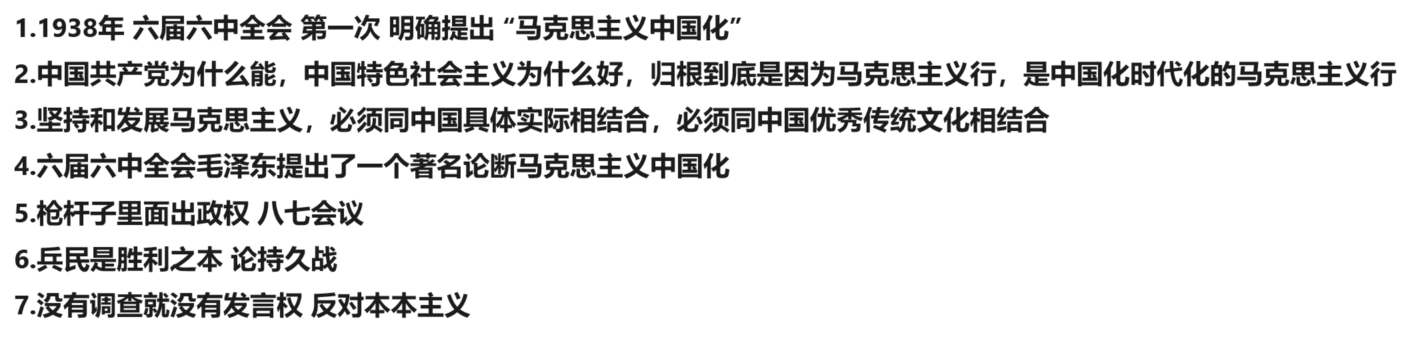 1.1938年 六届六中全会 第一次 明确提出 “马克思主义中国化”
2.中国共产党为什么能，中国特色社会主义为什么好，归根到底是因为马克思主义行，是中国化时代化的马克思主义行
3.坚持和发展马克思主义，必须同中国具体实际相结合，必须同中国优秀传统文化相结合
4.六届六中全会毛泽东提出了一个著名论断马克思主义中国化
5.枪杆子里面出政权 八七会议
6.兵民是胜利之本 论持久战
7.没有调查就没有发言权 反对本本主义